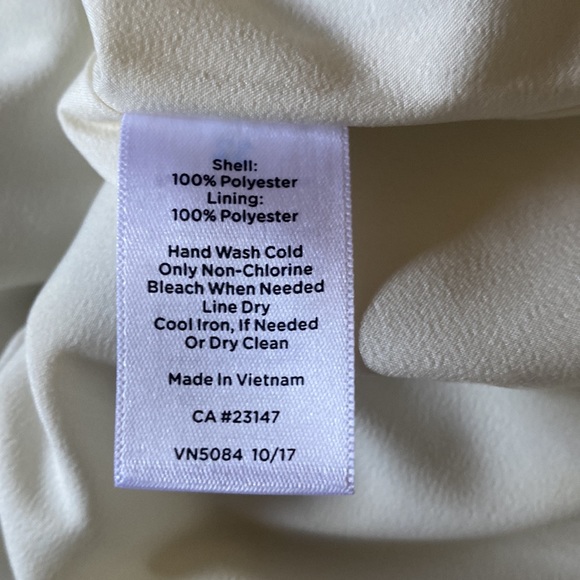 Shell:
100% Polyester
Lining:
100% Polyester
Hand Wash Cold
Only Non-Chlorine
Bleach When Needed
Line Dry
Cool Iron, If Needed
Or Dry Clean
Made In Vietnam
CA #23147
VN5084 10/17